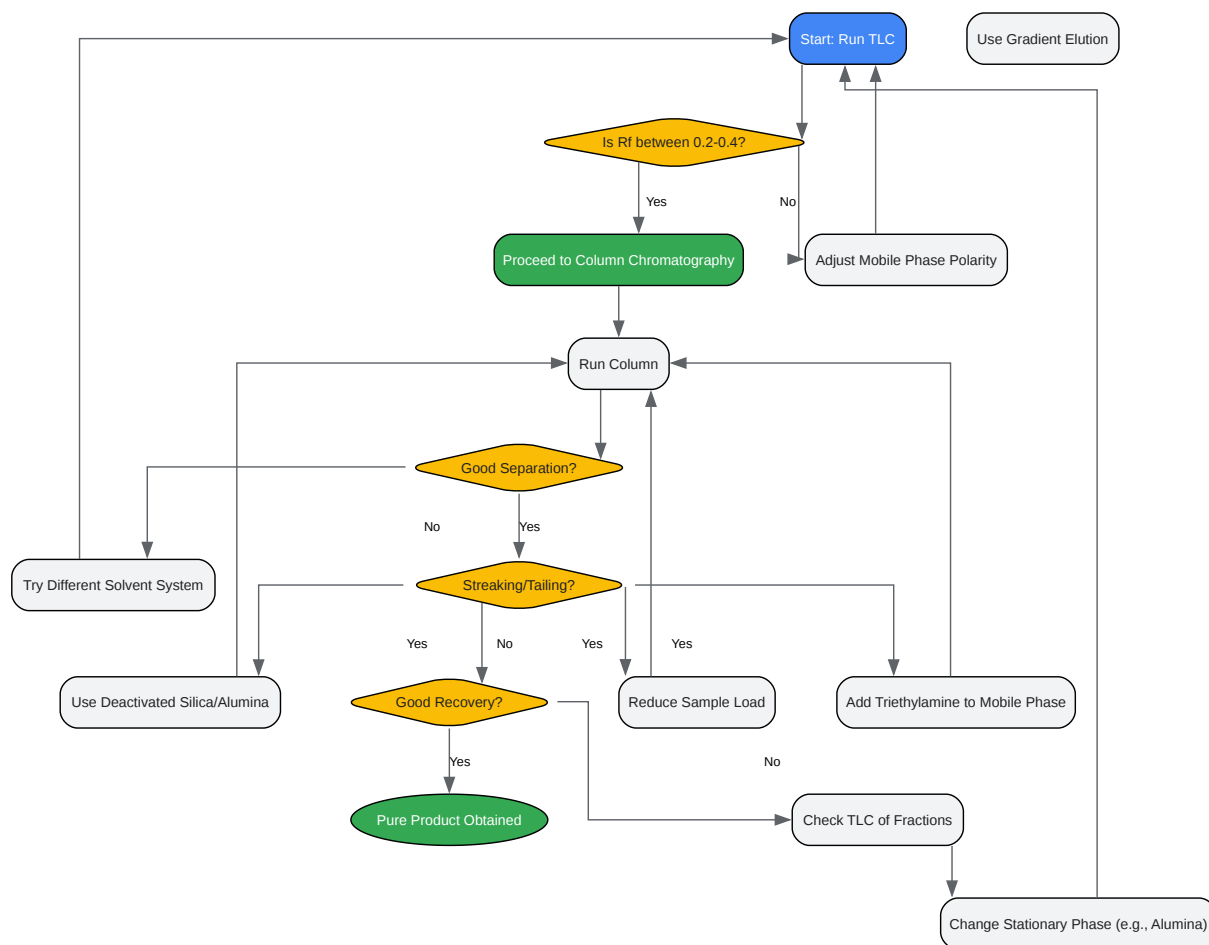 Start: Run TLC
Use Gradient Elution
Is Rf between 0.2-0.4?
Yes
No
Proceed to Column Chromatography
Adjust Mobile Phase Polarity
Run Column
Good Separation?
No
Yes
Try Different Solvent System
Streaking/Tailing?
Yes
No
Yes
Yes
Use Deactivated Silica/Alumina
Good Recovery?
Reduce Sample Load
Add Triethylamine to Mobile Phase
Yes
No
Pure Product Obtained
Check TLC of Fractions
Change Stationary Phase (e.g., Alumina)